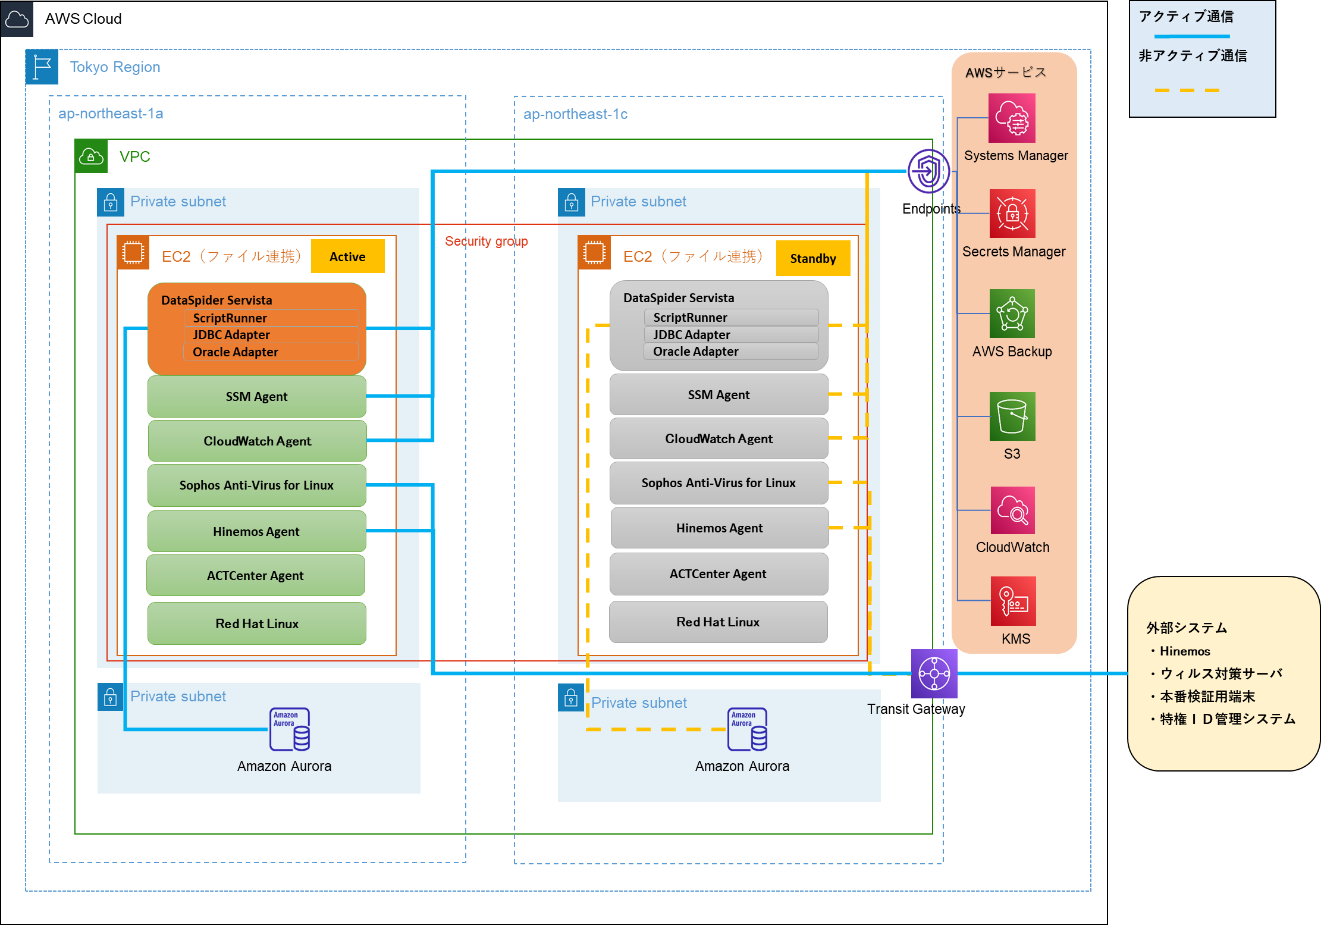 AWS Cloud
Tokyo Region
ap-northeast-1a
ap-northeast-1c
VPC
Private subnet
Private subnet
Security group
EC2（ファイル連携）
Active
DataSpider Servista
ScriptRunner
JDBC Adapter
Oracle Adapter
SSM Agent
CloudWatch Agent
Sophos Anti-Virus for Linux
Hinemos Agent
ACTCenter Agent
Red Hat Linux
EC2（ファイル連携）
Standby
DataSpider Servista
ScriptRunner
JDBC Adapter
Oracle Adapter
SSM Agent
CloudWatch Agent
Sophos Anti-Virus for Linux
Hinemos Agent
ACTCenter Agent
Red Hat Linux
Private subnet
Amazon
Aurora
Amazon Aurora
Private subnet
Amazon
Aurora
Amazon Aurora
Endpoints
Transit Gateway
AWSサービス
Systems Manager
Secrets Manager
AWS Backup
S3
CloudWatch
KMS
アクティブ通信
非アクティブ通信
外部システム
・Hinemos
・ウィルス対策サーバ
・本番検証用端末
・特権ＩＤ管理システム